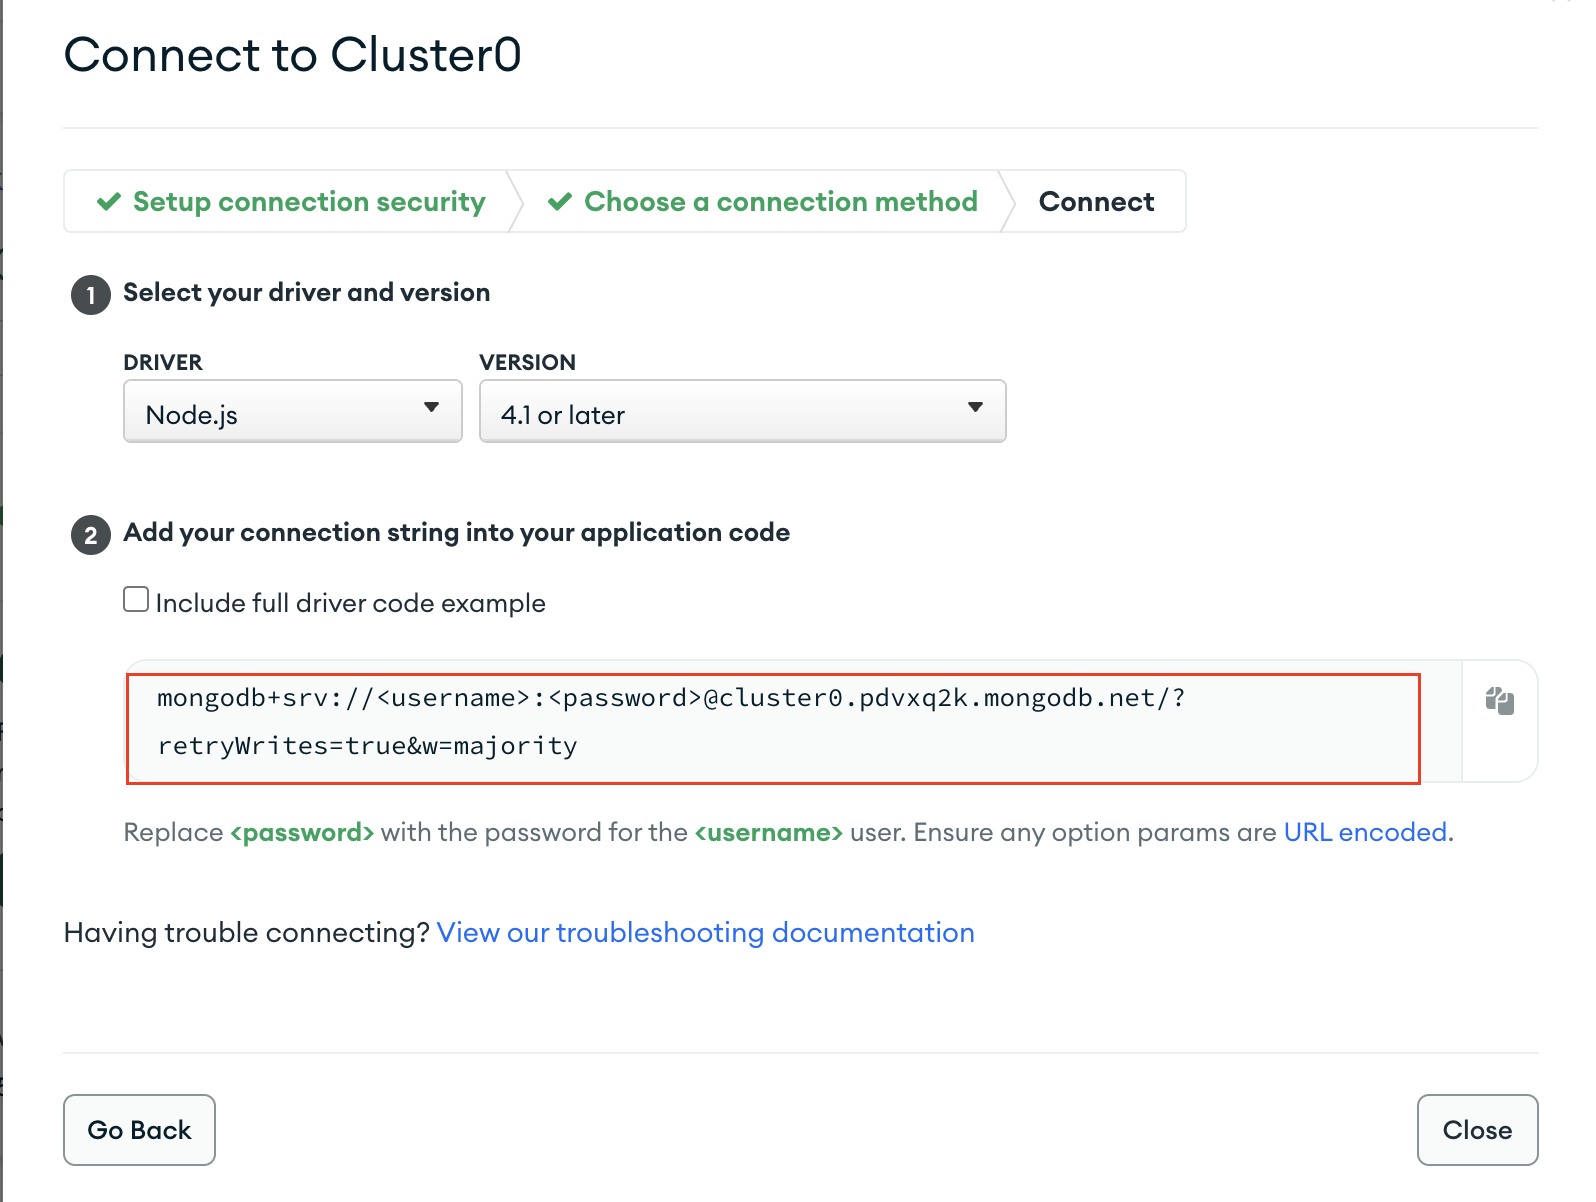 Connect to Cluster0
Setup connection security
Choose a connection method
Connect
1 Select your driver and version
DRIVER
VERSION
Node.js
4.1 or later
2 Add your connection string into your application code
Include full driver code example
mongodb+srv://<username>:<password>@cluster0.pdvxq2k.mongodb.net/?
retryWrites=true&w=majority
Replace <password> with the password for the <username> user. Ensure any option params are URL encoded.
Having trouble connecting? View our troubleshooting documentation
Go Back
Close